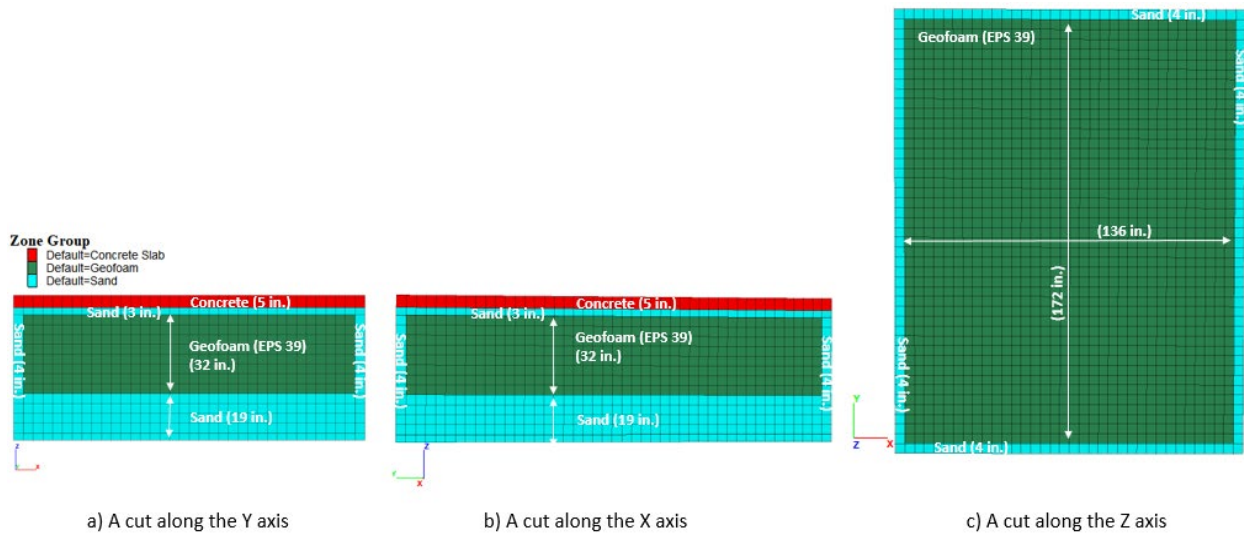 Zone Group
Default=Concrete Slab
Default=Geofoam
Default=Sand
Concrete (5 in.)
Sand (3 in.)
Sand (4 in.)
Geofoam (EPS 39)
(32 in.)
Sand (4 in.)
Sand (19 in.)
Z
X
a) A cut along the Y axis
Concrete (5 in.)
Sand (3 in.)
Sand (4 in.)
Geofoam (EPS 39)
(32 in.)
Sand (4 in.)
Sand (19 in.)
Z
Y
X
b) A cut along the X axis
Sand (4 in.)
Geofoam (EPS 39)
Sand (4 in.)
(136 in.)
(172 in.)
Sand (4 in.)
Y
Z
X
Sand (4 in.)
c) A cut along the Z axis